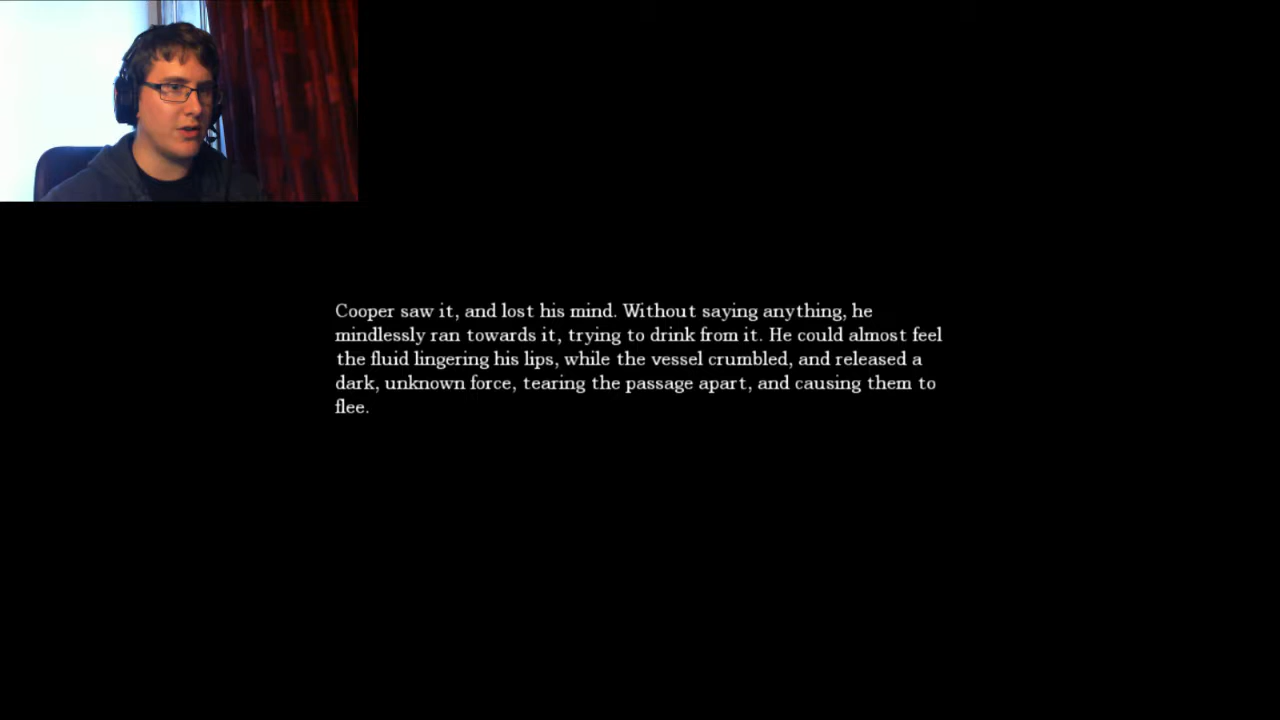 Cooper saw it, and lost his mind. Without saying anything, he
mindlessly ran towards it, trying to drink from it. He could almost feel
the fluid lingering his lips, while the vessel crumbled, and released a
dark, unknown force, tearing the passage apart, and causing them to
flee.